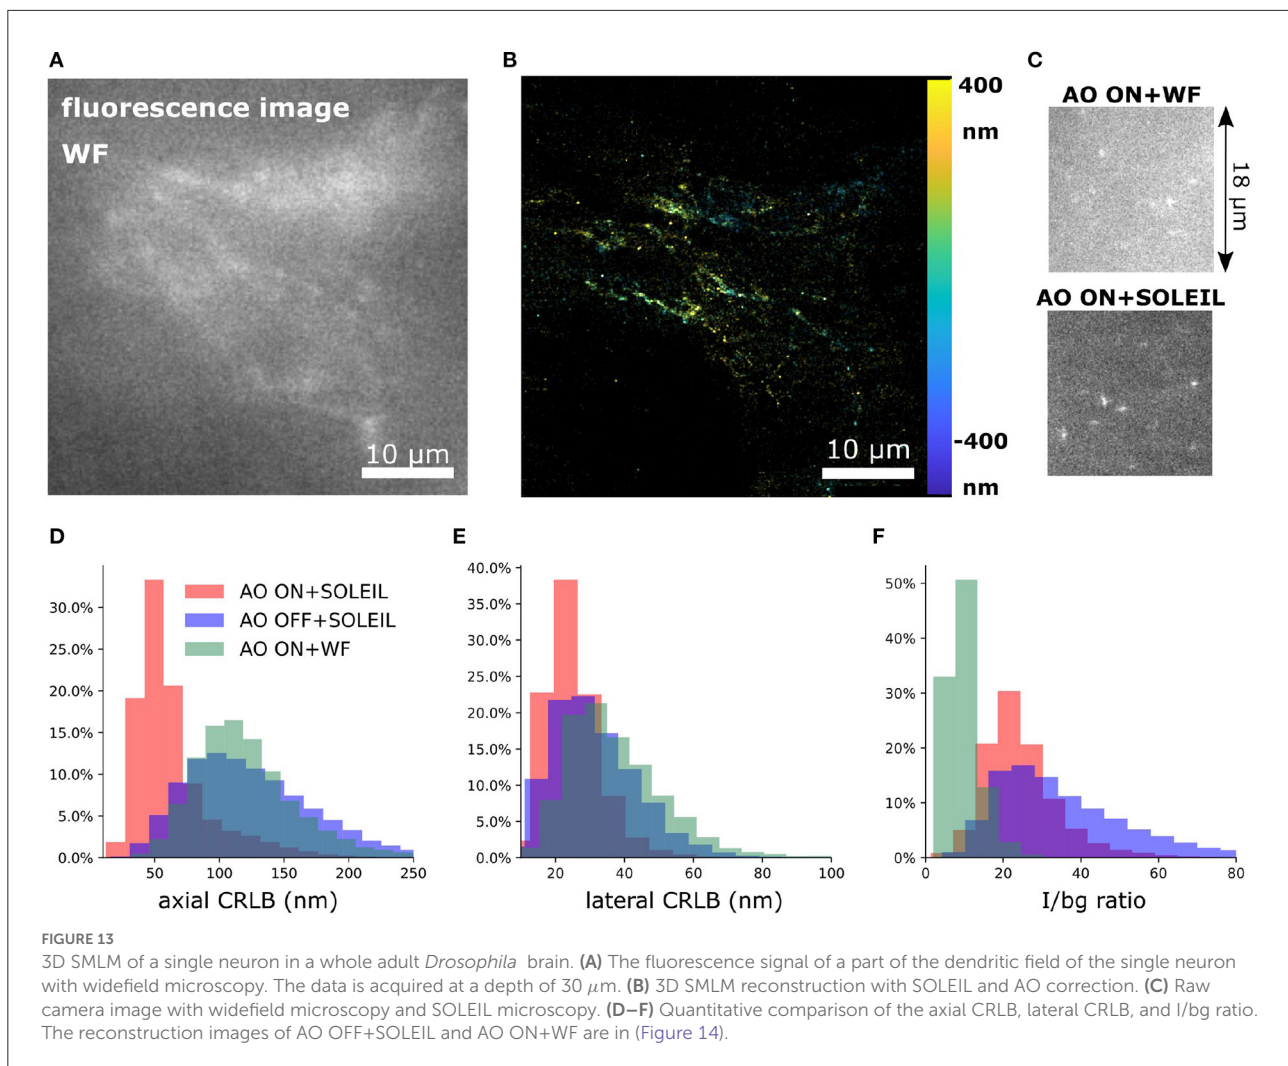 A
fluorescence image
WF
10 µm
B
400
nm
-400
nm
10 µm
C
AO ON+WF
18 µm
AO ON+SOLEIL
D
30.0%
25.0%
20.0%
15.0%
10.0%
5.0%
0.0%
AO ON+SOLEIL
AO OFF+SOLEIL
AO ON+WF
50
100
150
200
250
axial CRLB (nm)
E
40.0%
35.0%
30.0%
25.0%
20.0%
15.0%
10.0%
5.0%
0.0%
20
40
60
80
100
lateral CRLB (nm)
F
50%
40%
30%
20%
10%
0%
0
20
40
60
80
I/bg ratio
FIGURE 13
3D SMLM of a single neuron in a whole adult Drosophila brain. (A) The fluorescence signal of a part of the dendritic field of the single neuron
with widefield microscopy. The data is acquired at a depth of 30 µm. (B) 3D SMLM reconstruction with SOLEIL and AO correction. (C) Raw
camera image with widefield microscopy and SOLEIL microscopy. (D–F) Quantitative comparison of the axial CRLB, lateral CRLB, and I/bg ratio.
The reconstruction images of AO OFF+SOLEIL and AO ON+WF are in (Figure 14).